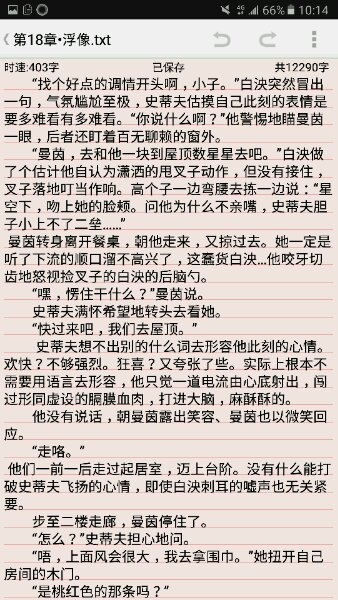 4G 66% 10:14
第18章•浮像.txt
时速:403字 已保存 共12290字
“找个好点的调情开头啊，小子。”白泱突然冒出
一句，气氛尴尬至极，史蒂夫估摸自己此刻的表情是
要多难看有多难看。“你说什么啊？”他警惕地瞄曼茵
一眼，后者还盯着百无聊赖的窗外。
“曼茵，去和他一块到屋顶数星星去吧。”白泱做
了个估计他自认为潇洒的甩叉子动作，但没有接住，
叉子落地叮当作响。高个子一边弯腰去拣一边说：“星
空下，吻上她的脸颊。问他为什么不亲嘴，史蒂夫胆
子小上不了二垒……”
曼茵转身离开餐桌，朝他走来，又掠过去。她一定是
听了下流的顺口溜不高兴了，这蠢货白泱...他咬牙切
齿地怒视捡叉子的白泱的后脑勺。
“嘿，愣住干什么？”曼茵说。
史蒂夫满怀希望地转头去看她。
“快过来吧，我们去屋顶。”
史蒂夫想不出别的什么词去形容他此刻的心情。
欢快？不够强烈。狂喜？又夸张了些。实际上根本不
需要用语言去形容，他只觉一道电流由心底射出，闯
过形同虚设的骨膈膜血肉，打进大脑，麻酥酥的。
他没有说话，朝曼茵露出笑容、曼茵也以微笑回
应。
“走咯。”
他们一前一后走过起居室，迈上台阶。没有什么能打
破史蒂夫飞扬的心情，即使白泱刺耳的嘘声也无关紧
要。
步至二楼走廊，曼茵停住了。
“怎么？”史蒂夫担心地问。
“唔，上面风会很大，我去拿围巾。”她扭开自己
房间的木门。
“是桃红色的那条吗？”